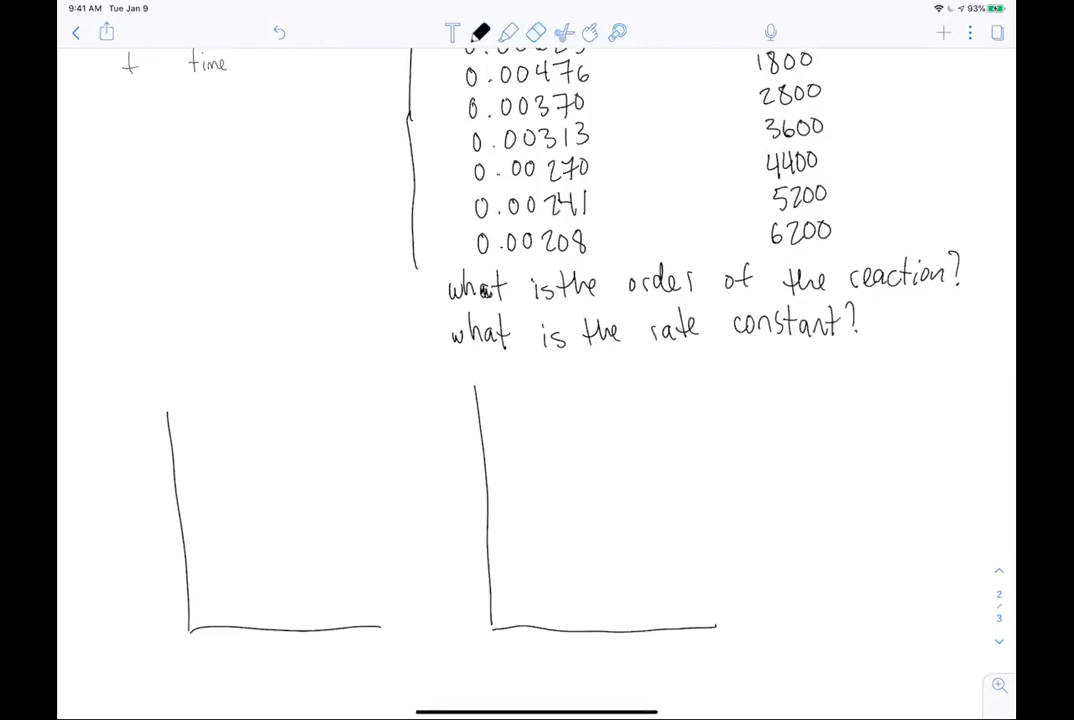 9:41 AM Tue Jan 9
93%
T
t time
0.00476 1800
0.00370 2800
0.00313 3600
0.00270 4400
0.00241 5200
0.00208 6200
what is the order of the reaction?
what is the rate constant?
2
/
3